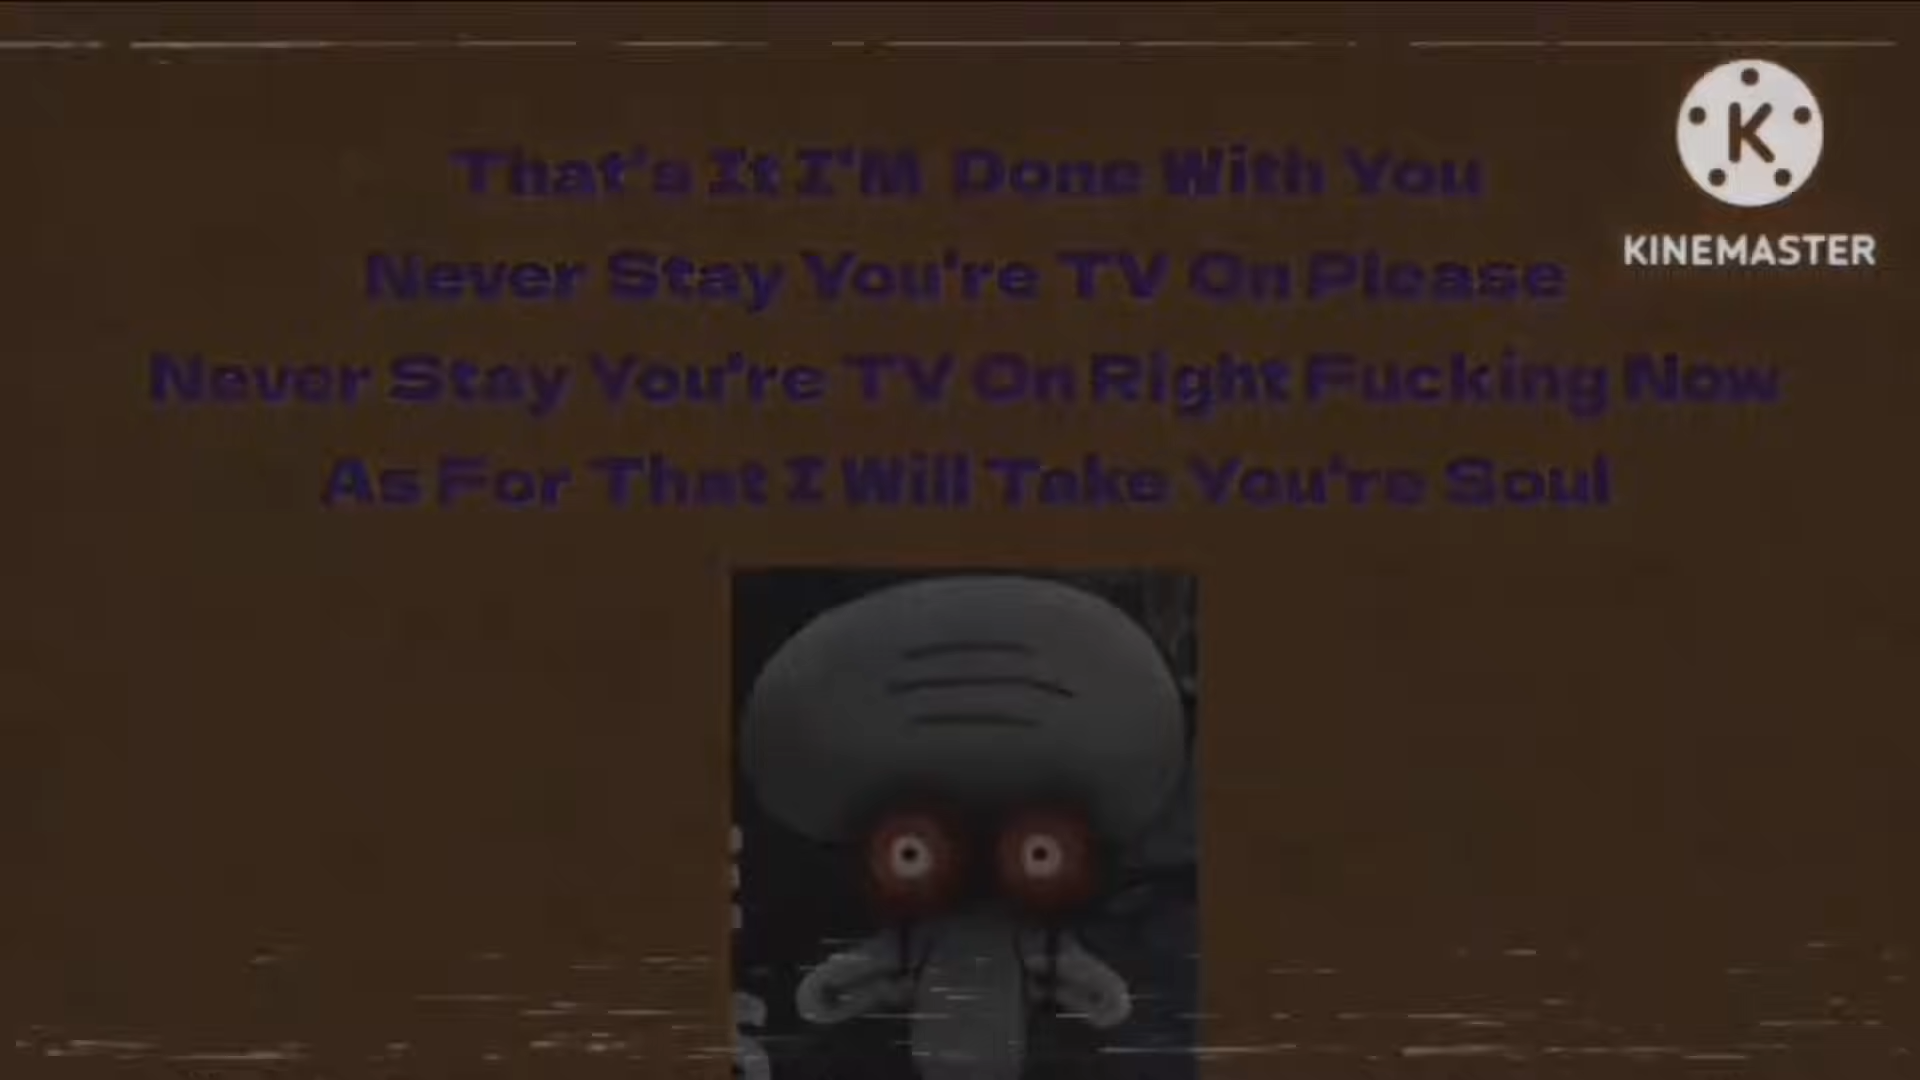 That's It I'M Done With You
Never Stay You're TV On Please
Never Stay You're TV On Right Fucking Now
As For That I Will Take You're Soul
K
KINEMASTER